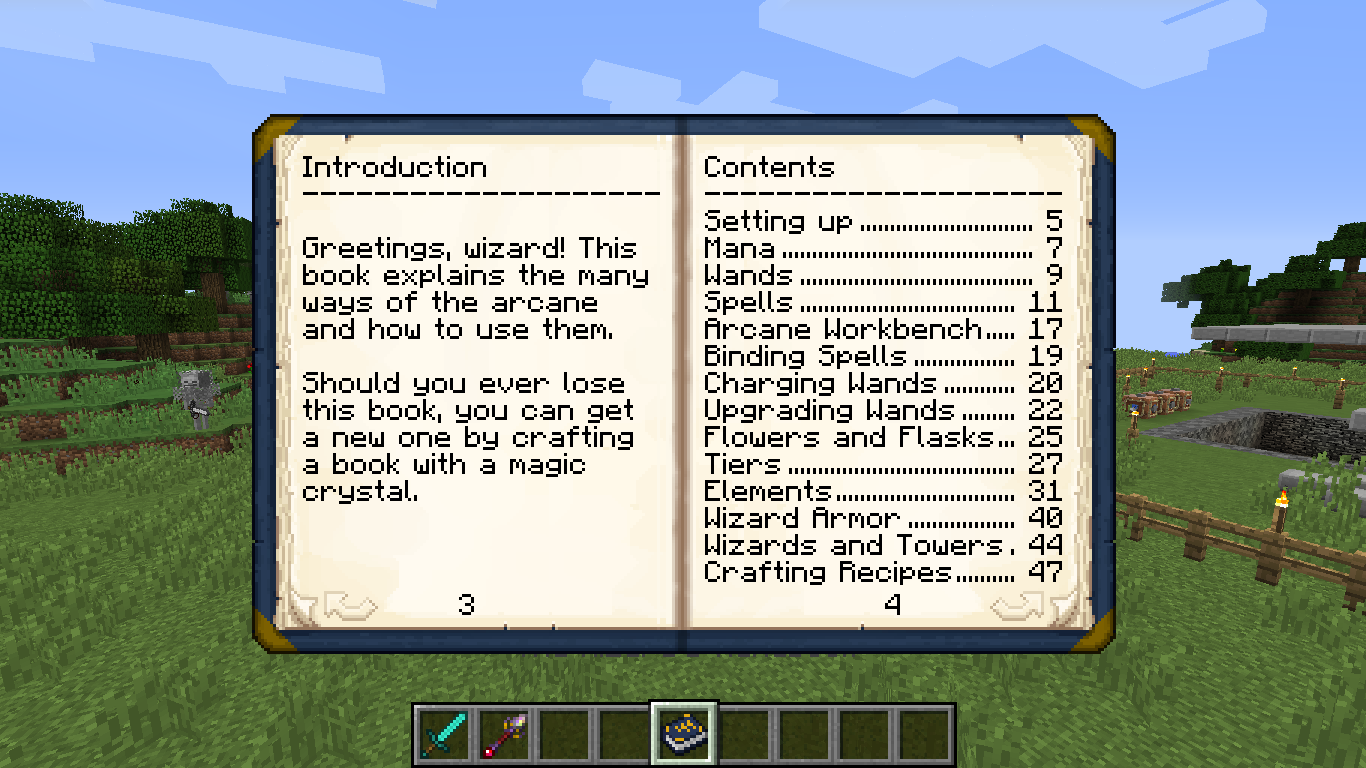 Introduction
--------------------
Greetings, wizard! This
book explains the many
ways of the arcane
and how to use them.
Should you ever lose
this book, you can get
a new one by crafting
a book with a magic
crystal.
3
Contents
--------------------
Setting up ............................. 5
Mana .......................................... 7
Wands ....................................... 9
Spells .................................... 11
Arcane Workbench..... 17
Binding Spells ................. 19
Changing Wands ............ 20
Upgrading Wands ......... 22
Flowers and Flasks... 25
Tiers ...................................... 27
Elements.............................. 31
Wizard Armor .................. 40
Wizards and Towers . 44
Crafting Recipes.......... 47
4